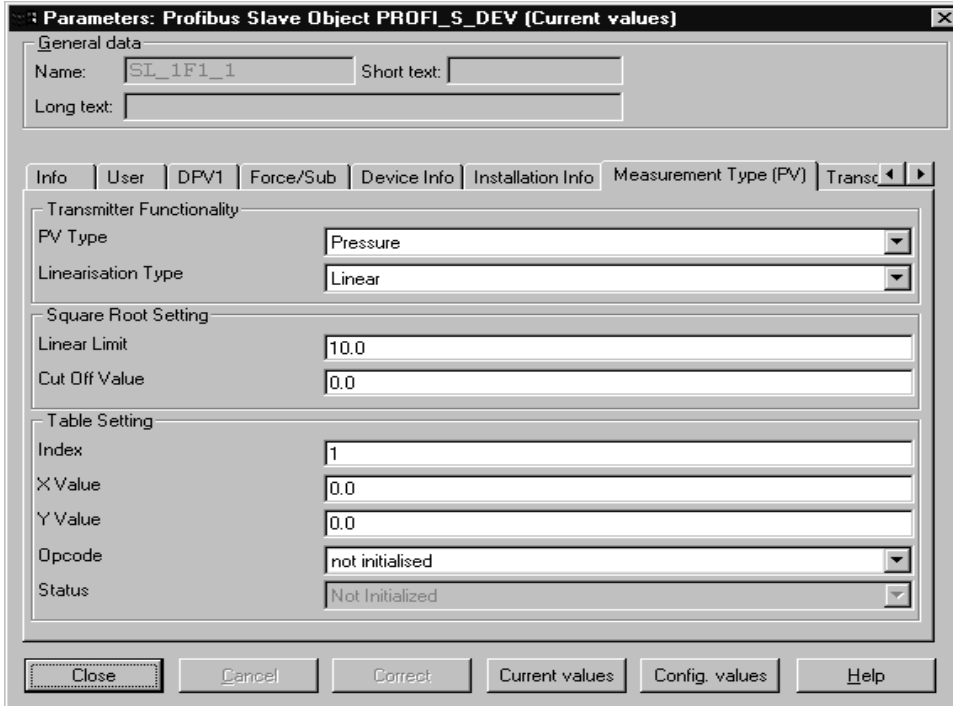 Parameters: Profibus Slave Object PROFI_S_DEV (Current values)
General data
Name: SL_1F1_1 Short text:
Long text:
Info User DPV1 Force/Sub Device Info Installation Info Measurement Type (PV) Transd
Transmitter Functionality
PV Type Pressure
Linearisation Type Linear
Square Root Setting
Linear Limit 10.0
Cut Off Value 0.0
Table Setting
Index 1
X Value 0.0
Y Value 0.0
Opcode not initialised
Status Not Initialized
Close Cancel Correct Current values Config. values Help